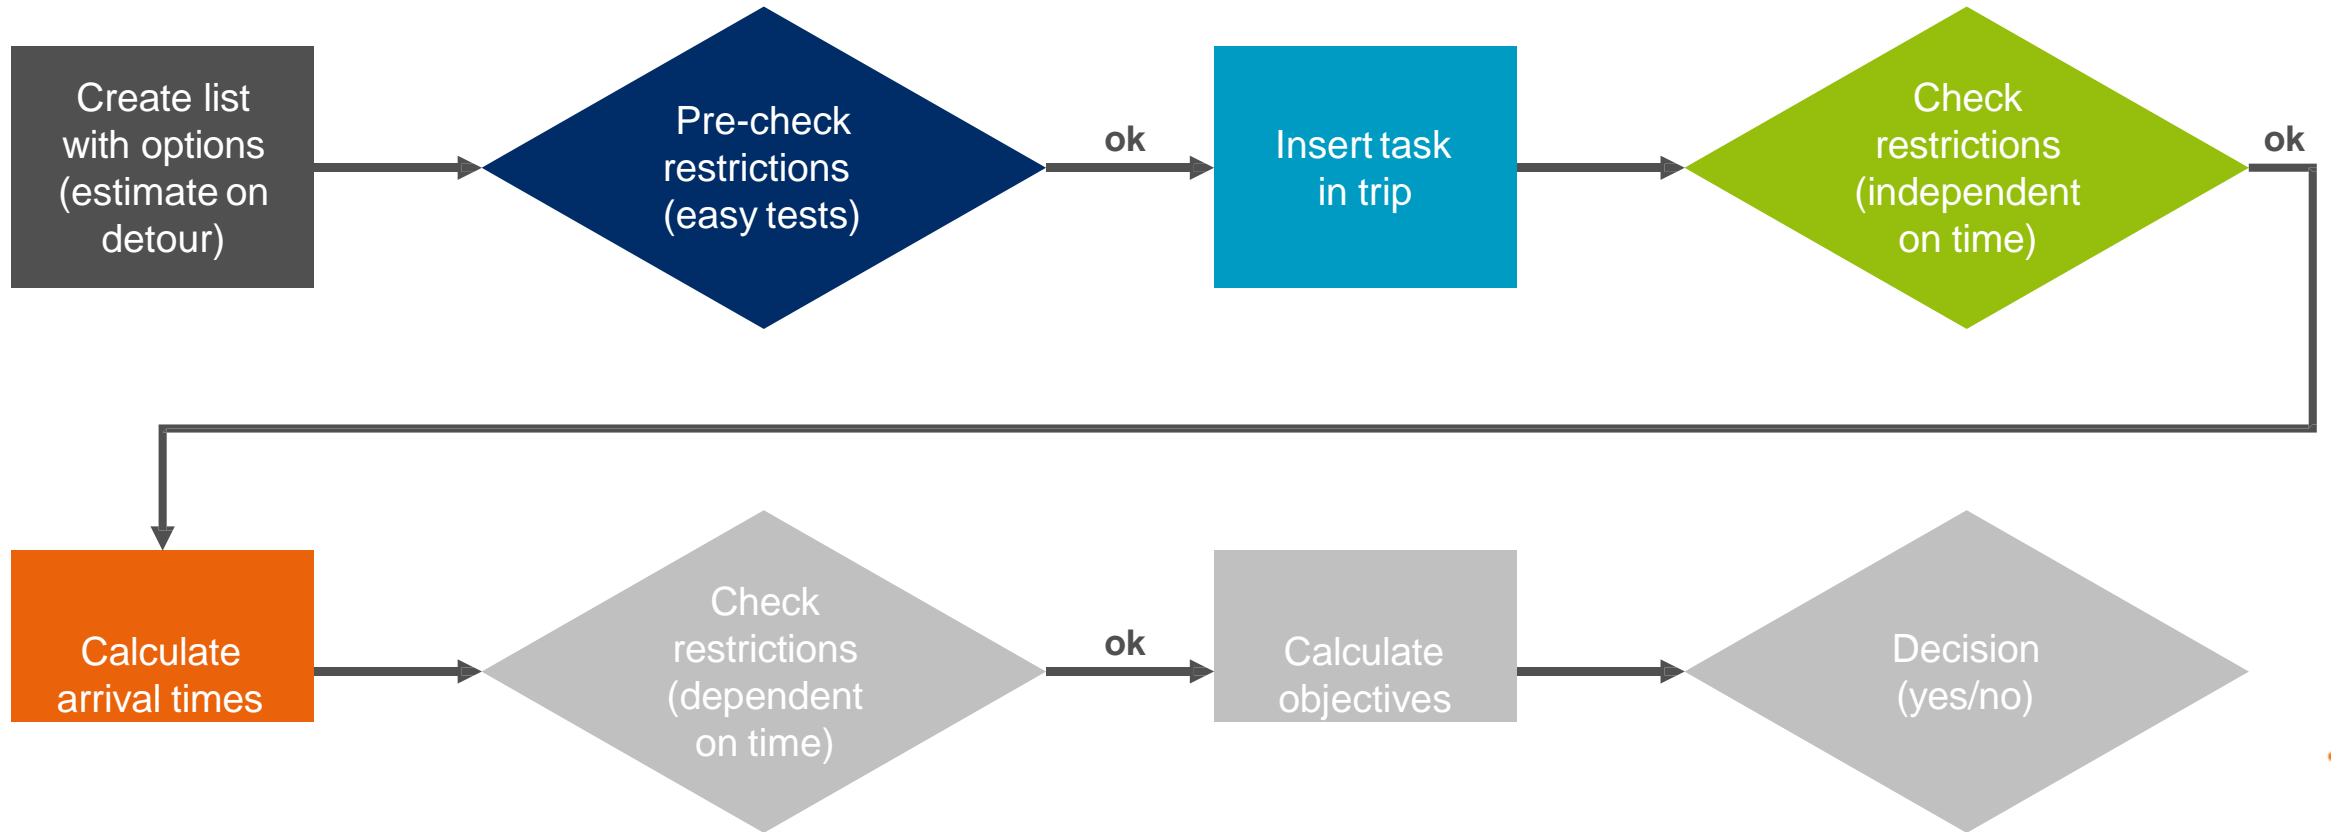 Create list
with options
(estimate on
detour)
Pre-check
restrictions
(easy tests)
ok
Insert task
in trip
Check
restrictions
(independent
on time)
ok
Calculate
arrival times
Check
restrictions
(dependent
on time)
ok
Calculate
objectives
Decision
(yes/no)